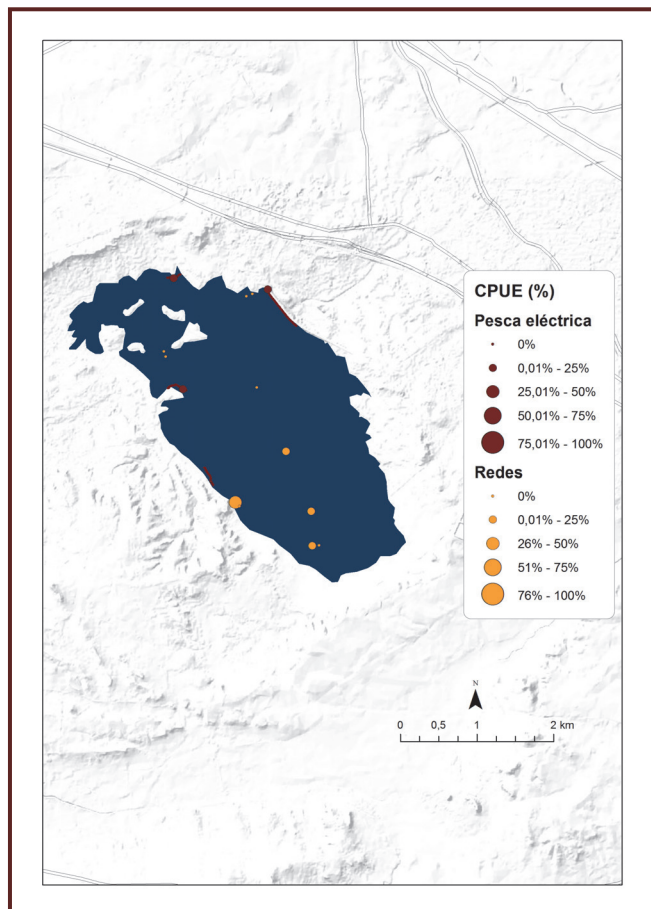 CPUE (%)
Pesca eléctrica
0%
0,01% - 25%
25,01% - 50%
50,01% - 75%
75,01% - 100%
Redes
0%
0,01% - 25%
26% - 50%
51% - 75%
76% - 100%
N
0 0,5 1 2 km